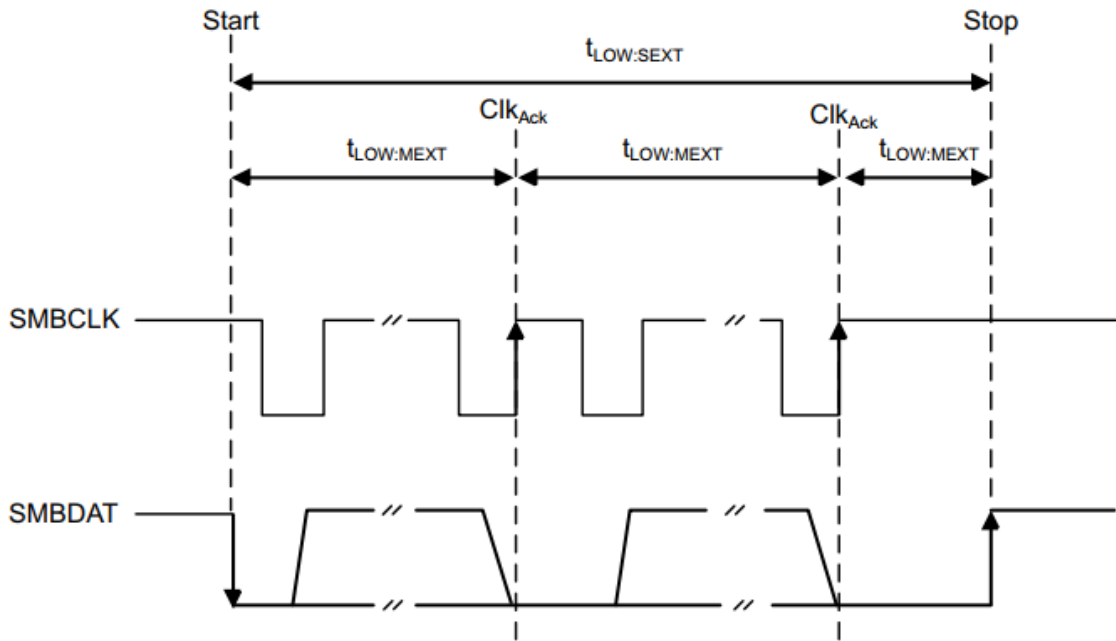 Start
Stop
tLOW:SEXT
ClkAck
ClkAck
tLOW:MEXT
tLOW:MEXT
tLOW:MEXT
SMBCLK
SMBDAT